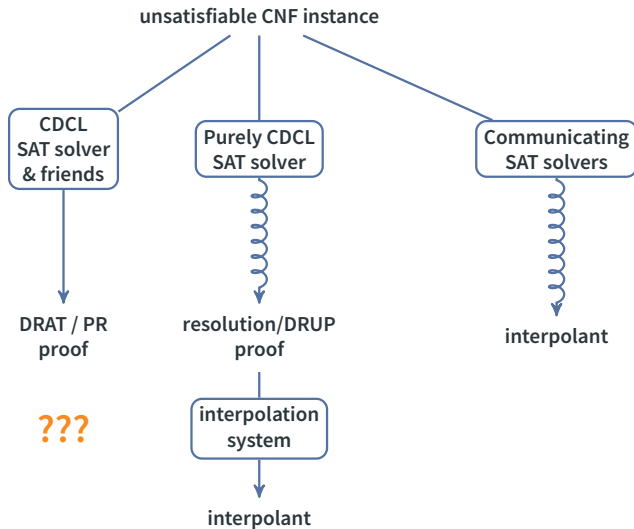 unsatisfiable CNF instance
CDCL
SAT solver
& friends
Purely CDCL
SAT solver
Communicating
SAT solvers
DRAT / PR
proof
resolution/DRUP
proof
interpolant
???
interpolation
system
interpolant